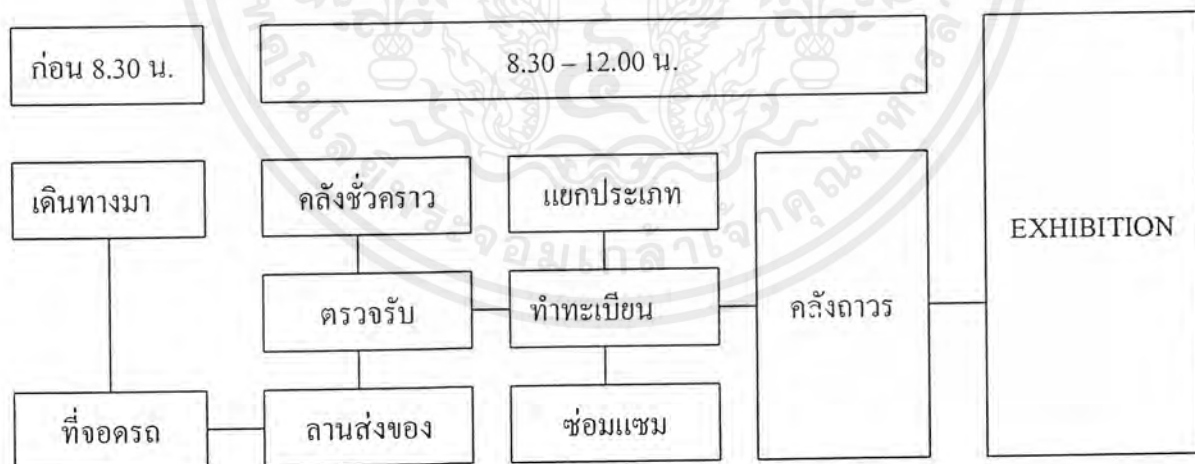 ก่อน 8.30 น.
8.30 – 12.00 น.
เดินทางมา
คลังชั่วคราว
แยกประเภท
EXHIBITION
ตรวจรับ
ทำทะเบียน
คลังถาวร
ที่จอดรถ
ลานส่งของ
ซ่อมแซม